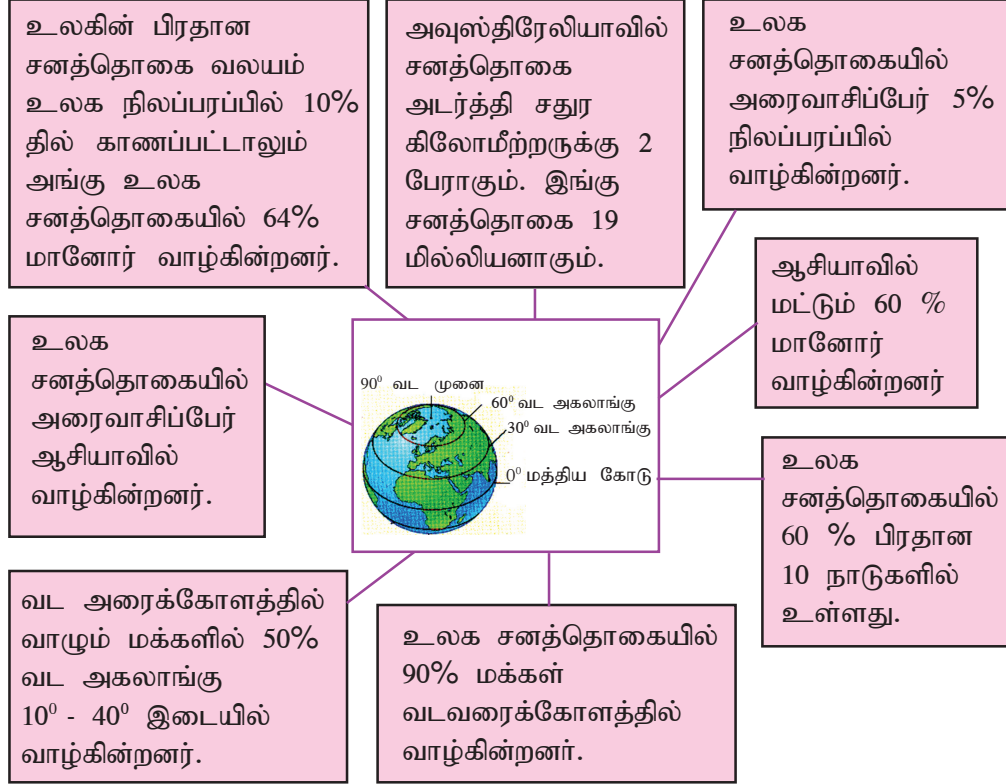 உலகின் பிரதான
சனத்தொகை வலயம்
உலக நிலப்பரப்பில் 10%
தில் காணப்பட்டாலும்
அங்கு உலக
சனத்தொகையில் 64%
மானோர் வாழ்கின்றனர்.
அவுஸ்திரேலியாவில்
சனத்தொகை
அடர்த்தி சதுர
கிலோமீற்றருக்கு 2
பேராகும். இங்கு
சனத்தொகை 19
மில்லியனாகும்.
உலக
சனத்தொகையில்
அரைவாசிப்பேர் 5%
நிலப்பரப்பில்
வாழ்கின்றனர்.
ஆசியாவில்
மட்டும் 60 %
மானோர்
வாழ்கின்றனர்
உலக
சனத்தொகையில்
அரைவாசிப்பேர்
ஆசியாவில்
வாழ்கின்றனர்.
90⁰ வட முனை
60⁰ வட அகலாங்கு
30⁰ வட அகலாங்கு
0⁰ மத்திய கோடு
உலக
சனத்தொகையில்
60 % பிரதான
10 நாடுகளில்
உள்ளது.
வட அரைக்கோளத்தில்
வாழும் மக்களில் 50%
வட அகலாங்கு
10⁰ - 40⁰ இடையில்
வாழ்கின்றனர்.
உலக சனத்தொகையில்
90% மக்கள்
வடவரைக்கோளத்தில்
வாழ்கின்றனர்.